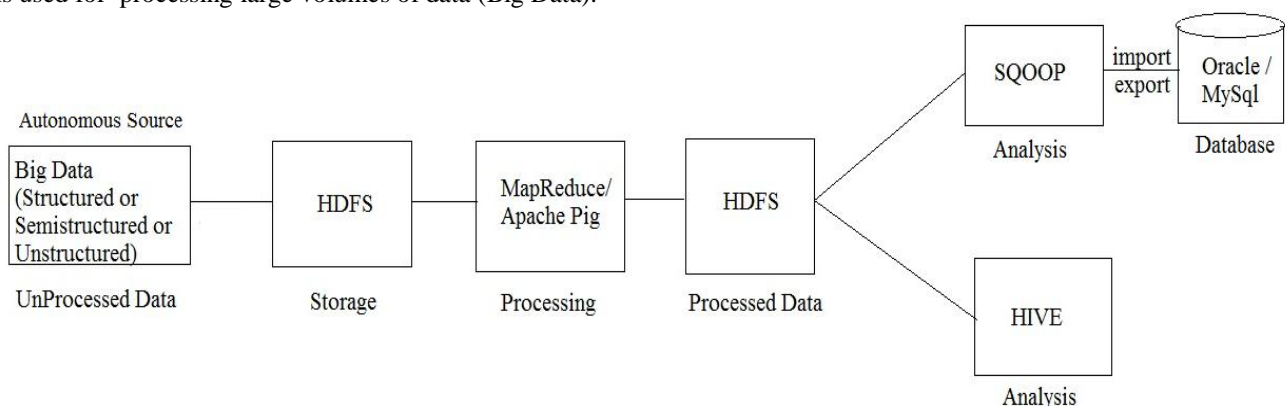 is used for processing large volumes of data (Big Data).
Autonomous Source
Big Data
(Structured or
Semistructured or
Unstructured)
UnProcessed Data
HDFS
Storage
MapReduce/
Apache Pig
Processing
HDFS
Processed Data
SQOOP
Analysis
import
export
Oracle /
MySql
Database
HIVE
Analysis